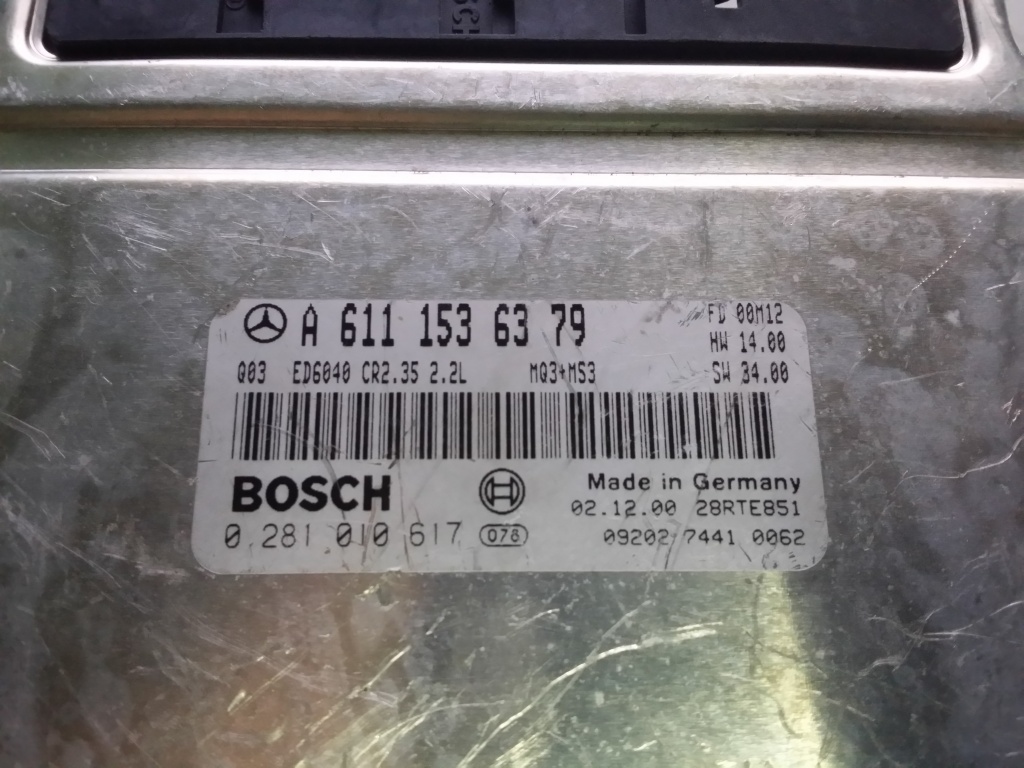 A 611 153 63 79
FD 00M12
HW 14.00
Q03 ED6040 CR2.35 2.2L MQ3+MS3 SW 34.00
BOSCH
Made in Germany
02.12.00 28RTE851
0 281 010 617 078
09202 7441 0062